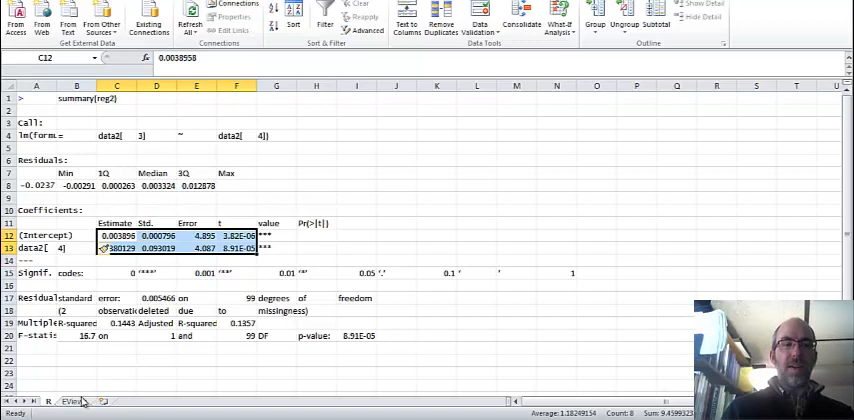 Connections
Clear
Show Detail
Properties
Reapply
Hide Detail
From Access
From Web
From Text
From Other Sources
Existing Connections
Refresh All
Edit Links
Sort
Filter
Advanced
Text to Columns
Remove Duplicates
Data Validation
Consolidate
What-If Analysis
Group
Ungroup
Subtotal
Get External Data
Connections
Sort & Filter
Data Tools
Outline
C12 fx 0.0038958
A B C D E F G H I J K L M N O P Q R S T U
1 > summary(reg2)
2
3 Call:
4 lm(formu = data2[ 3] ~ data2[ 4])
5
6 Residuals:
7 Min 1Q Median 3Q Max
8 -0.0237 -0.00291 0.000263 0.003324 0.012878
9
10 Coefficients:
11 Estimate Std. Error t value Pr(>|t|)
12 (Intercept) 0.003896 0.000796 4.895 3.82E-06 ***
13 data2[ 4] 380129 0.093019 4.087 8.91E-05 ***
14 ---
15 Signif. codes: 0 '***' 0.001 '**' 0.01 '*' 0.05 '.' 0.1 ' ' 1
16
17 Residual standard error: 0.005466 on 99 degrees of freedom
18 (2 observatic deleted due to missingness)
19 Multiple R-squared 0.1443 Adjusted R-squared 0.1357
20 F-statis 16.7 on 1 and 99 DF p-value: 8.91E-05
21
22
23
24
R EView
Ready Average: 1.18249154 Count: 8 Sum: 9.4599323